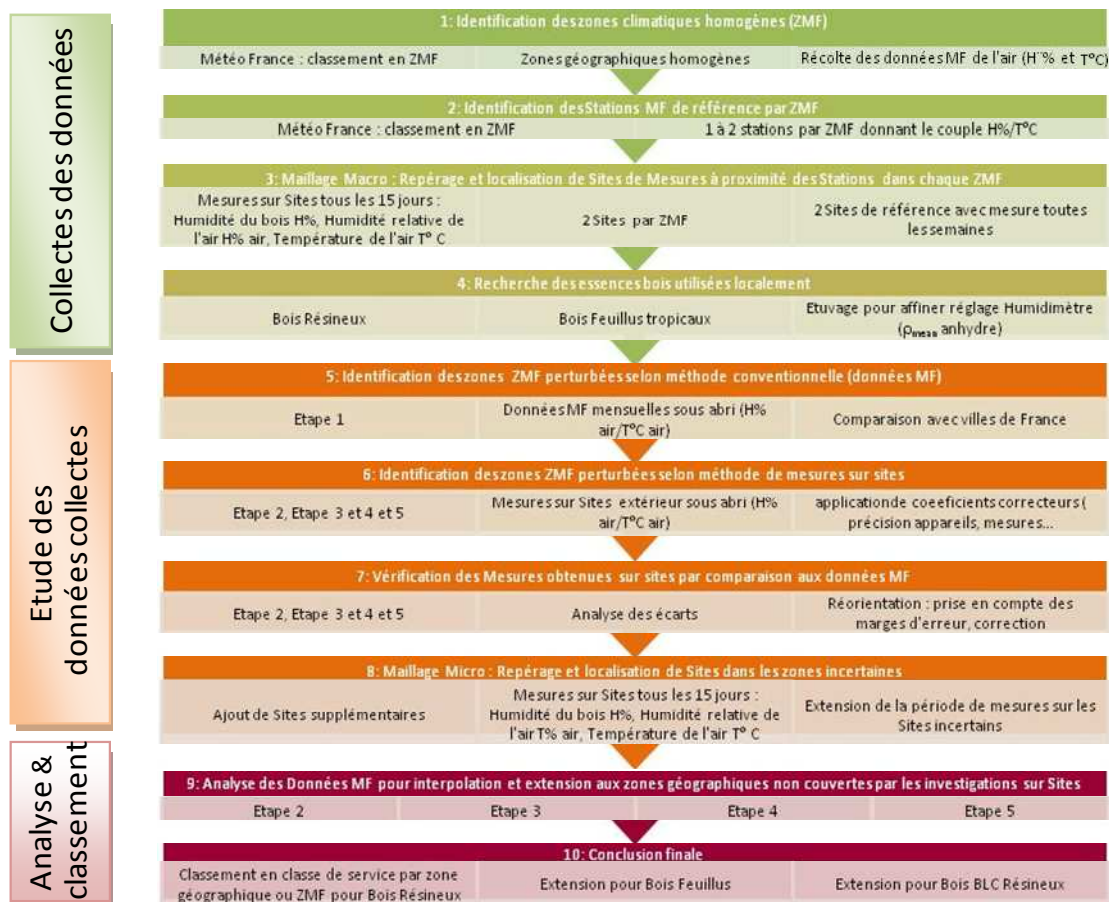 Collectes des données
1: Identification des zones climatiques homogènes (ZMF)
Météo France : classement en ZMF
Zones géographiques homogènes
Récolte des données MF de l'air (H¨% et T°C)
2: Identification des Stations MF de référence par ZMF
Météo France : classement en ZMF
1 à 2 stations par ZMF donnant le couple H%/T°C
3: Maillage Macro : Repérage et localisation de Sites de Mesures à proximité des Stations dans chaque ZMF
Mesures sur Sites tous les 15 jours :
Humidité du bois H%, Humidité relative de
l'air H% air, Température de l'air T° C
2 Sites par ZMF
2 Sites de référence avec mesure toutes
les semaines
4: Recherche des essences bois utilisées localement
Bois Résineux
Bois Feuillus tropicaux
Etuvage pour affiner réglage Humidimètre
(ρmean anhydre)
Etude des
données collectes
5: Identification des zones ZMF perturbées selon méthode conventionnelle (données MF)
Etape 1
Données MF mensuelles sous abri (H%
air/T°C air)
Comparaison avec villes de France
6: Identification des zones ZMF perturbées selon méthode de mesures sur sites
Etape 2, Etape 3 et 4 et 5
Mesures sur Sites extérieur sous abri (H%
air/T°C air)
application de coeeficients correcteurs (
précision appareils, mesures...
7: Vérification des Mesures obtenues sur sites par comparaison aux données MF
Etape 2, Etape 3 et 4 et 5
Analyse des écarts
Réorientation : prise en compte des
marges d'erreur, correction
8: Maillage Micro : Repérage et localisation de Sites dans les zones incertaines
Ajout de Sites supplémentaires
Mesures sur Sites tous les 15 jours :
Humidité du bois H%, Humidité relative de
l'air T% air, Température de l'air T° C
Extension de la période de mesures sur les
Sites incertains
Analyse &
classement
9: Analyse des Données MF pour interpolation et extension aux zones géographiques non couvertes par les investigations sur Sites
Etape 2
Etape 3
Etape 4
Etape 5
10: Conclusion finale
Classement en classe de service par zone
géographique ou ZMF pour Bois Résineux
Extension pour Bois Feuillus
Extension pour Bois BLC Résineux